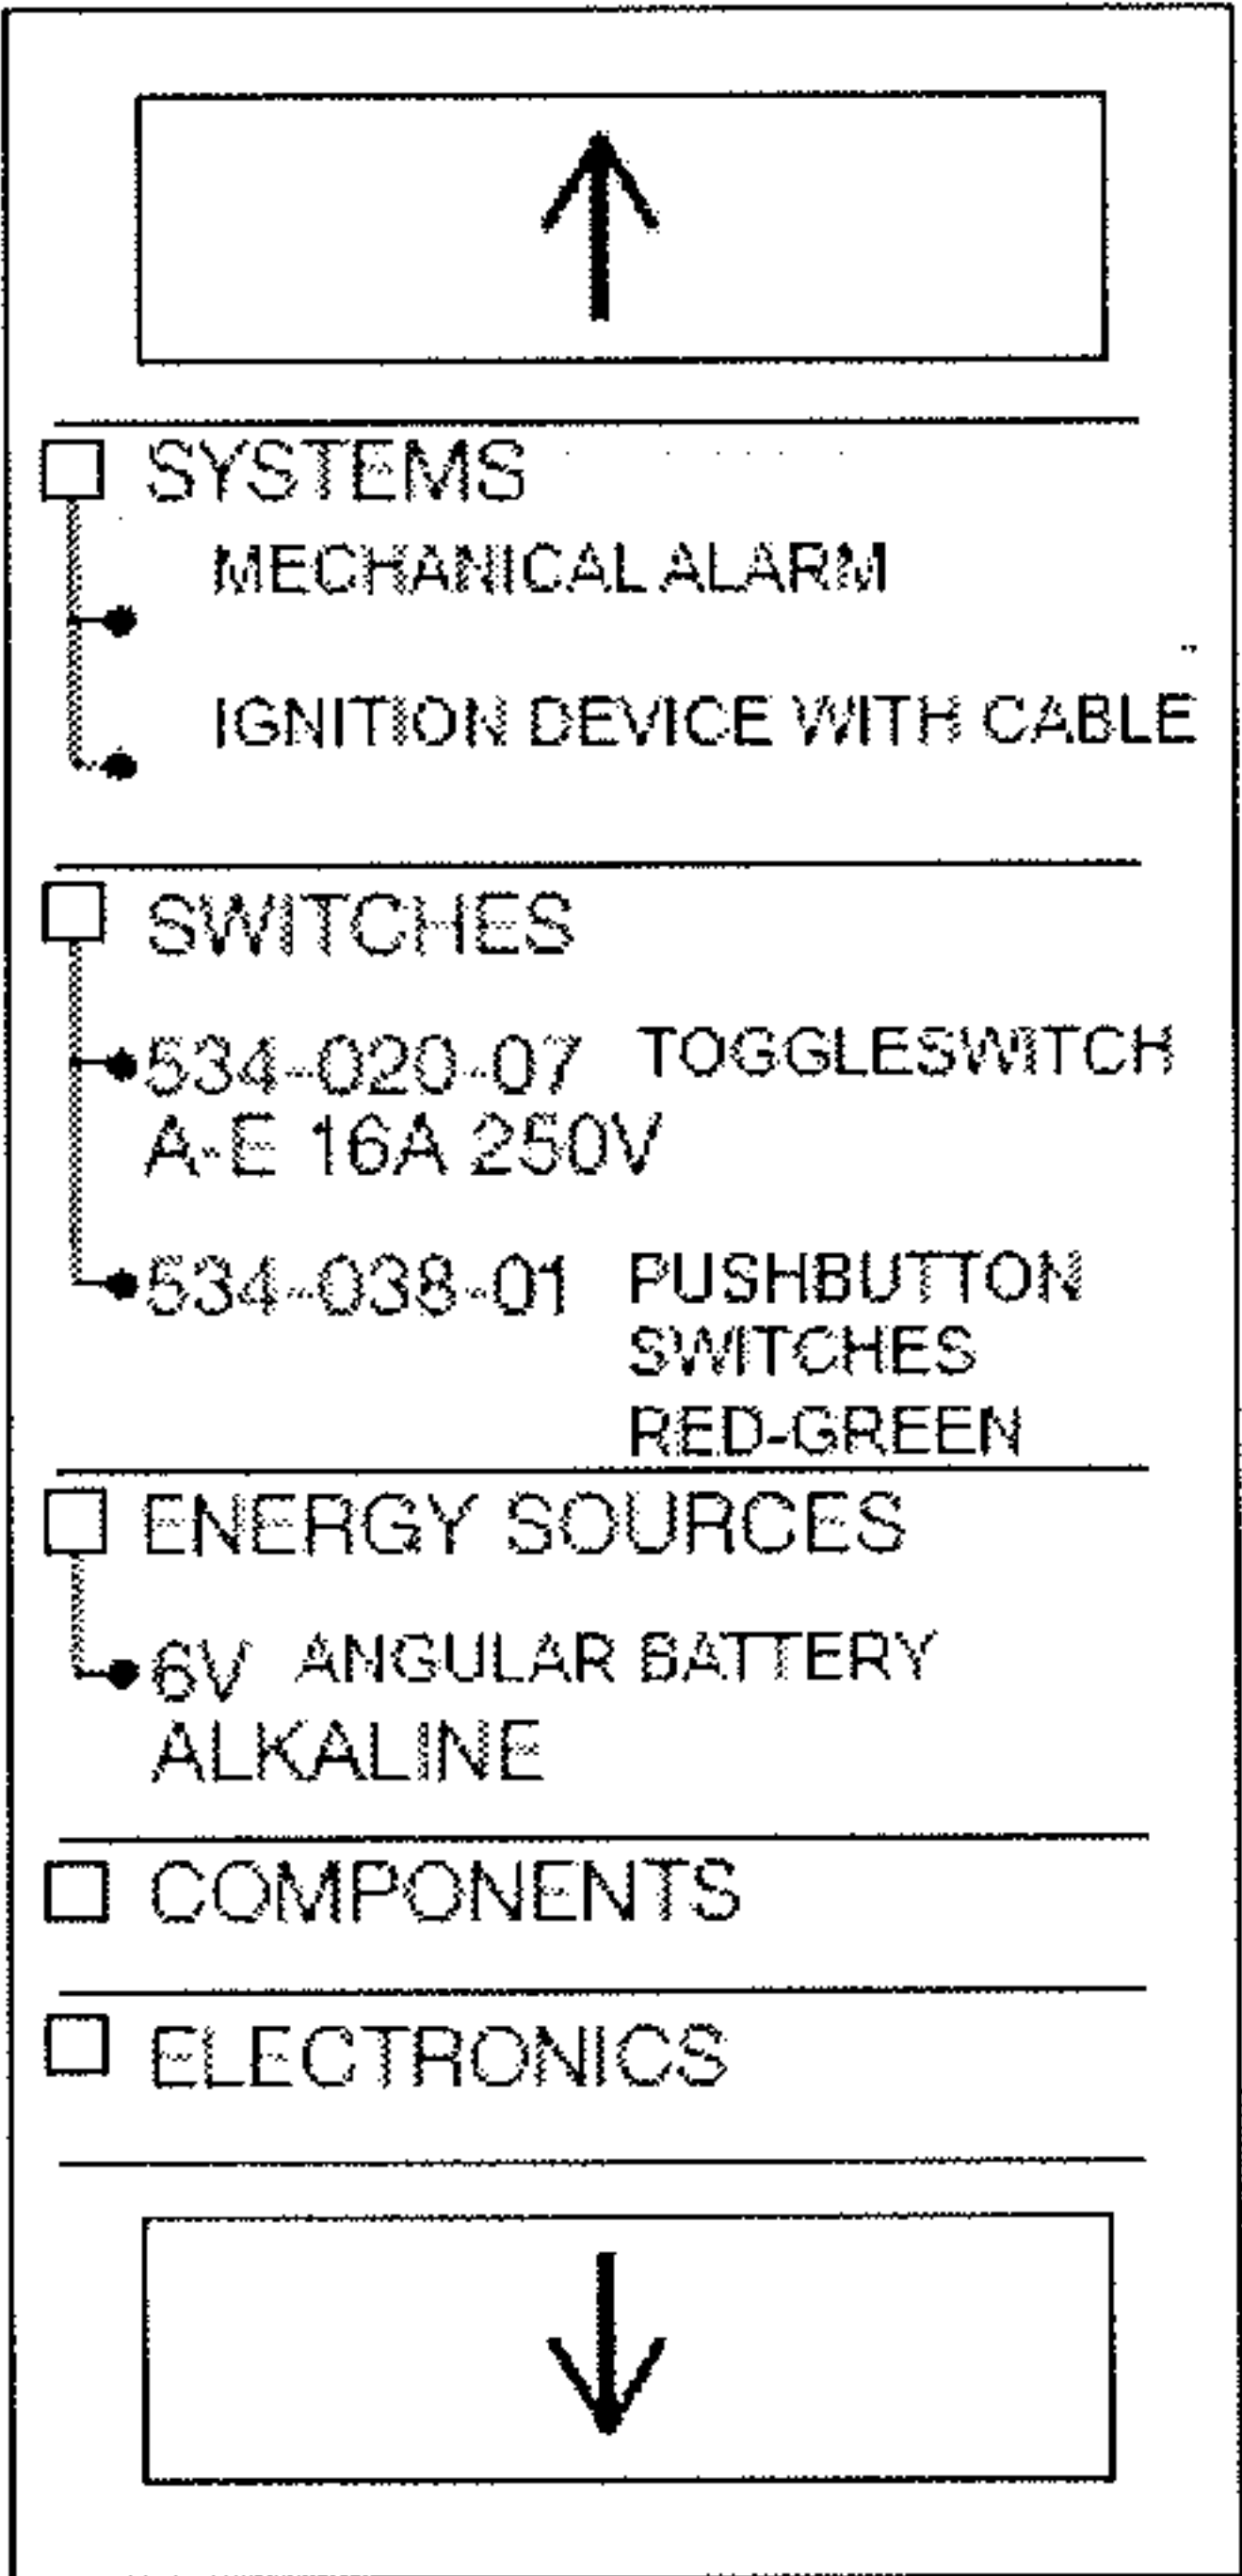 SYSTEMS
MECHANICAL ALARM
IGNITION DEVICE WITH CABLE
SWITCHES
534-020-07 TOGGLESWITCH
A-E 16A 250V
534-038-01 PUSHBUTTON
SWITCHES
RED-GREEN
ENERGY SOURCES
6V ANGULAR BATTERY
ALKALINE
COMPONENTS
ELECTRONICS